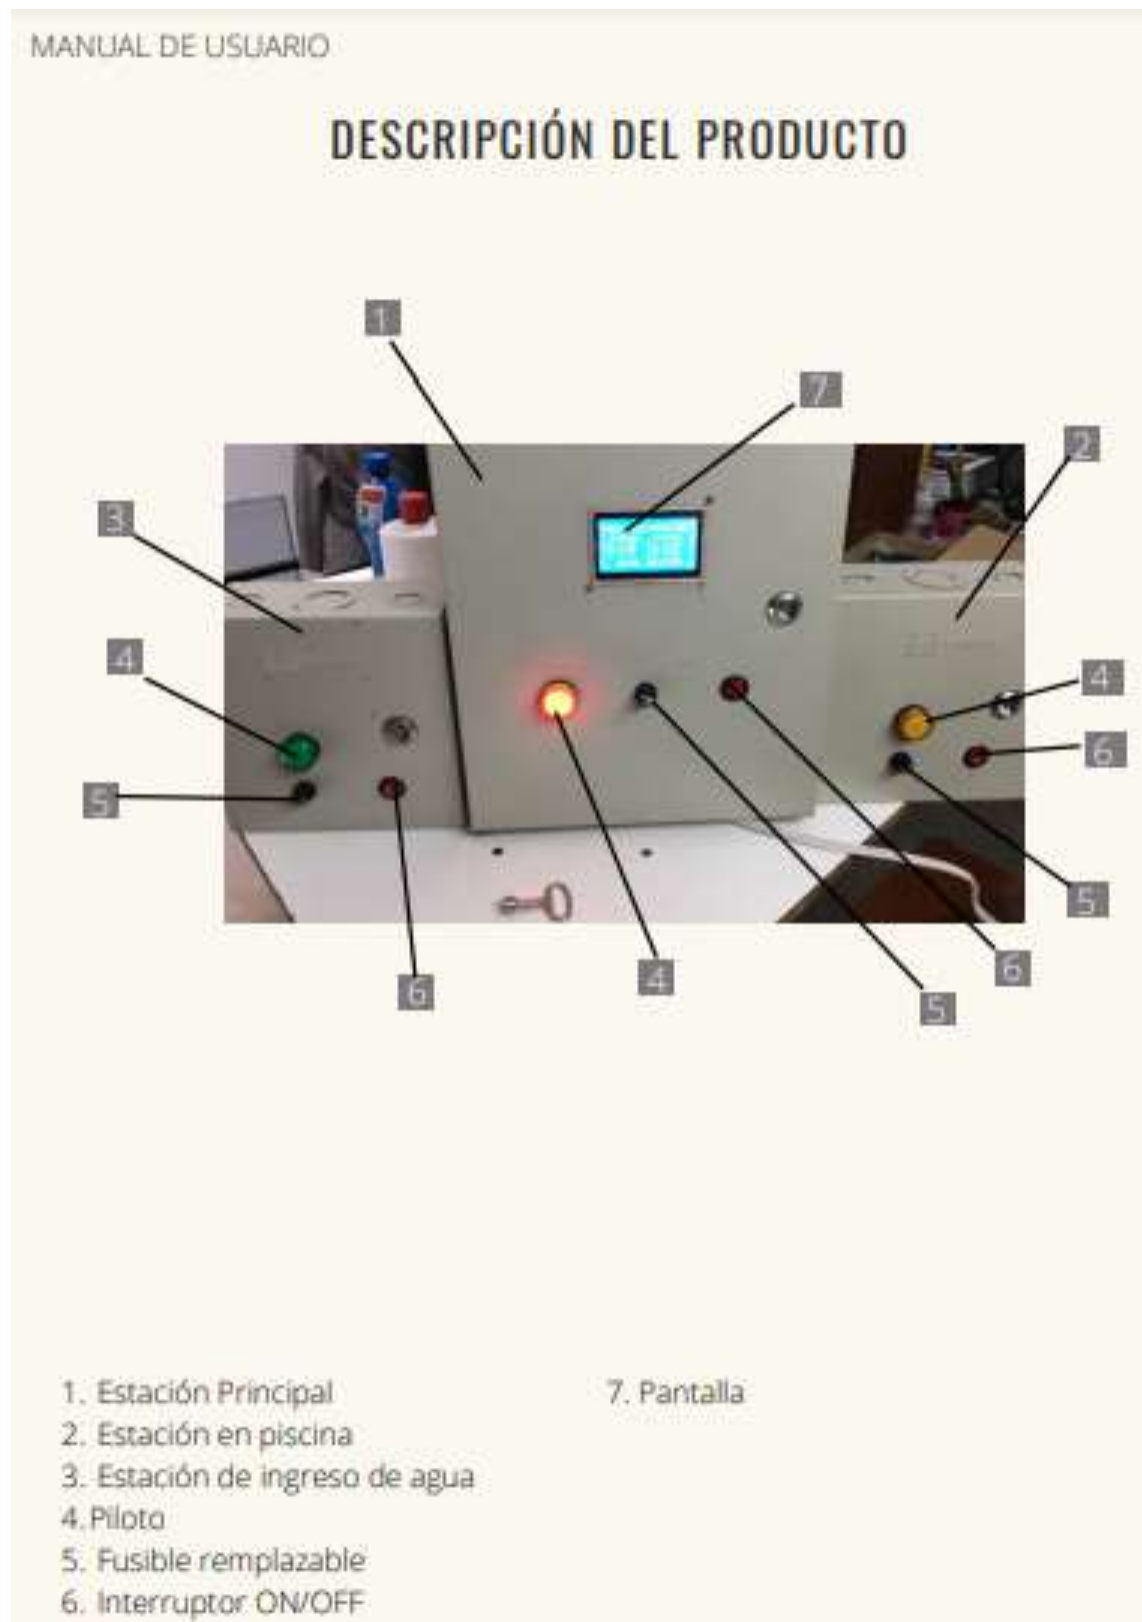 MANUAL DE USUARIO
DESCRIPCIÓN DEL PRODUCTO
1
7
2
3
4
4
6
5
5
6
4
6
5
1. Estación Principal
2. Estación en piscina
3. Estación de ingreso de agua
4. Piloto
5. Fusible remplazable
6. Interruptor ON/OFF
7. Pantalla